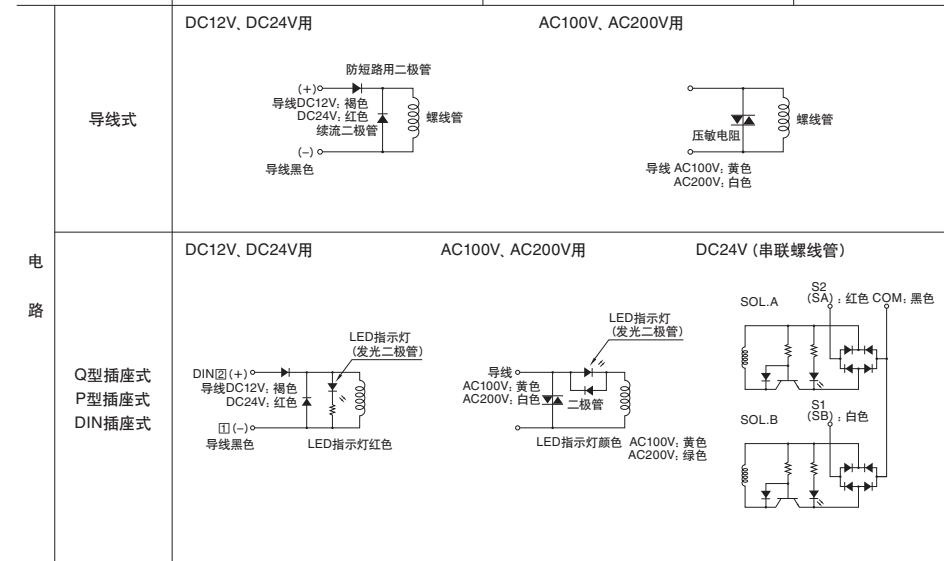 电
路
导线式
DC12V、DC24V用
防短路用二极管
(+)
导线DC12V：褐色
DC24V：红色
续流二极管
螺线管
(−)
导线黑色
AC100V、AC200V用
压敏电阻
螺线管
导线 AC100V：黄色
AC200V：白色
Q型插座式
P型插座式
DIN插座式
DC12V、DC24V用
LED指示灯
（发光二极管）
DIN2(+)
导线DC12V：褐色
DC24V：红色
1(−)
导线黑色
LED指示灯红色
AC100V、AC200V用
LED指示灯
（发光二极管）
导线
AC100V：黄色
AC200V：白色
二极管
LED指示灯颜色 AC100V：黄色
AC200V：绿色
DC24V（串联螺线管）
SOL.A
S2
(SA)：红色 COM：黑色
SOL.B
S1
(SB)：白色